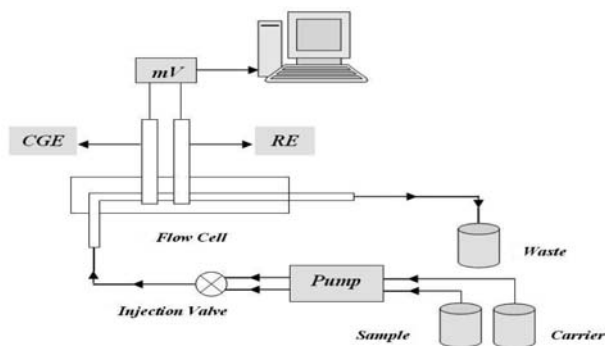 mV
CGE
RE
Flow Cell
Waste
Pump
Injection Valve
Sample
Carrier